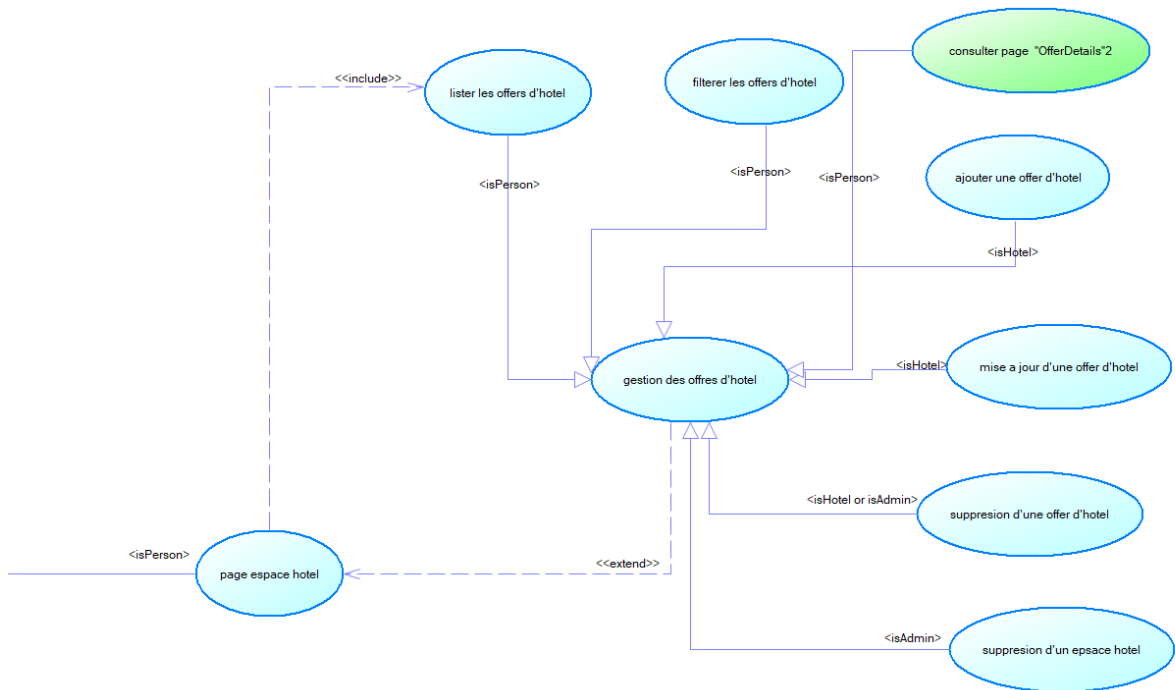 consulter page "OfferDetails"2
<<include>>
lister les offers d'hotel
filterer les offers d'hotel
<isPerson>
<isPerson>
<isPerson>
ajouter une offer d'hotel
<isHotel>
gestion des offres d'hotel
<isHotel>
mise a jour d'une offer d'hotel
<isHotel or isAdmin>
suppresion d'une offer d'hotel
<isPerson>
page espace hotel
<<extend>>
<isAdmin>
suppresion d'un epsace hotel